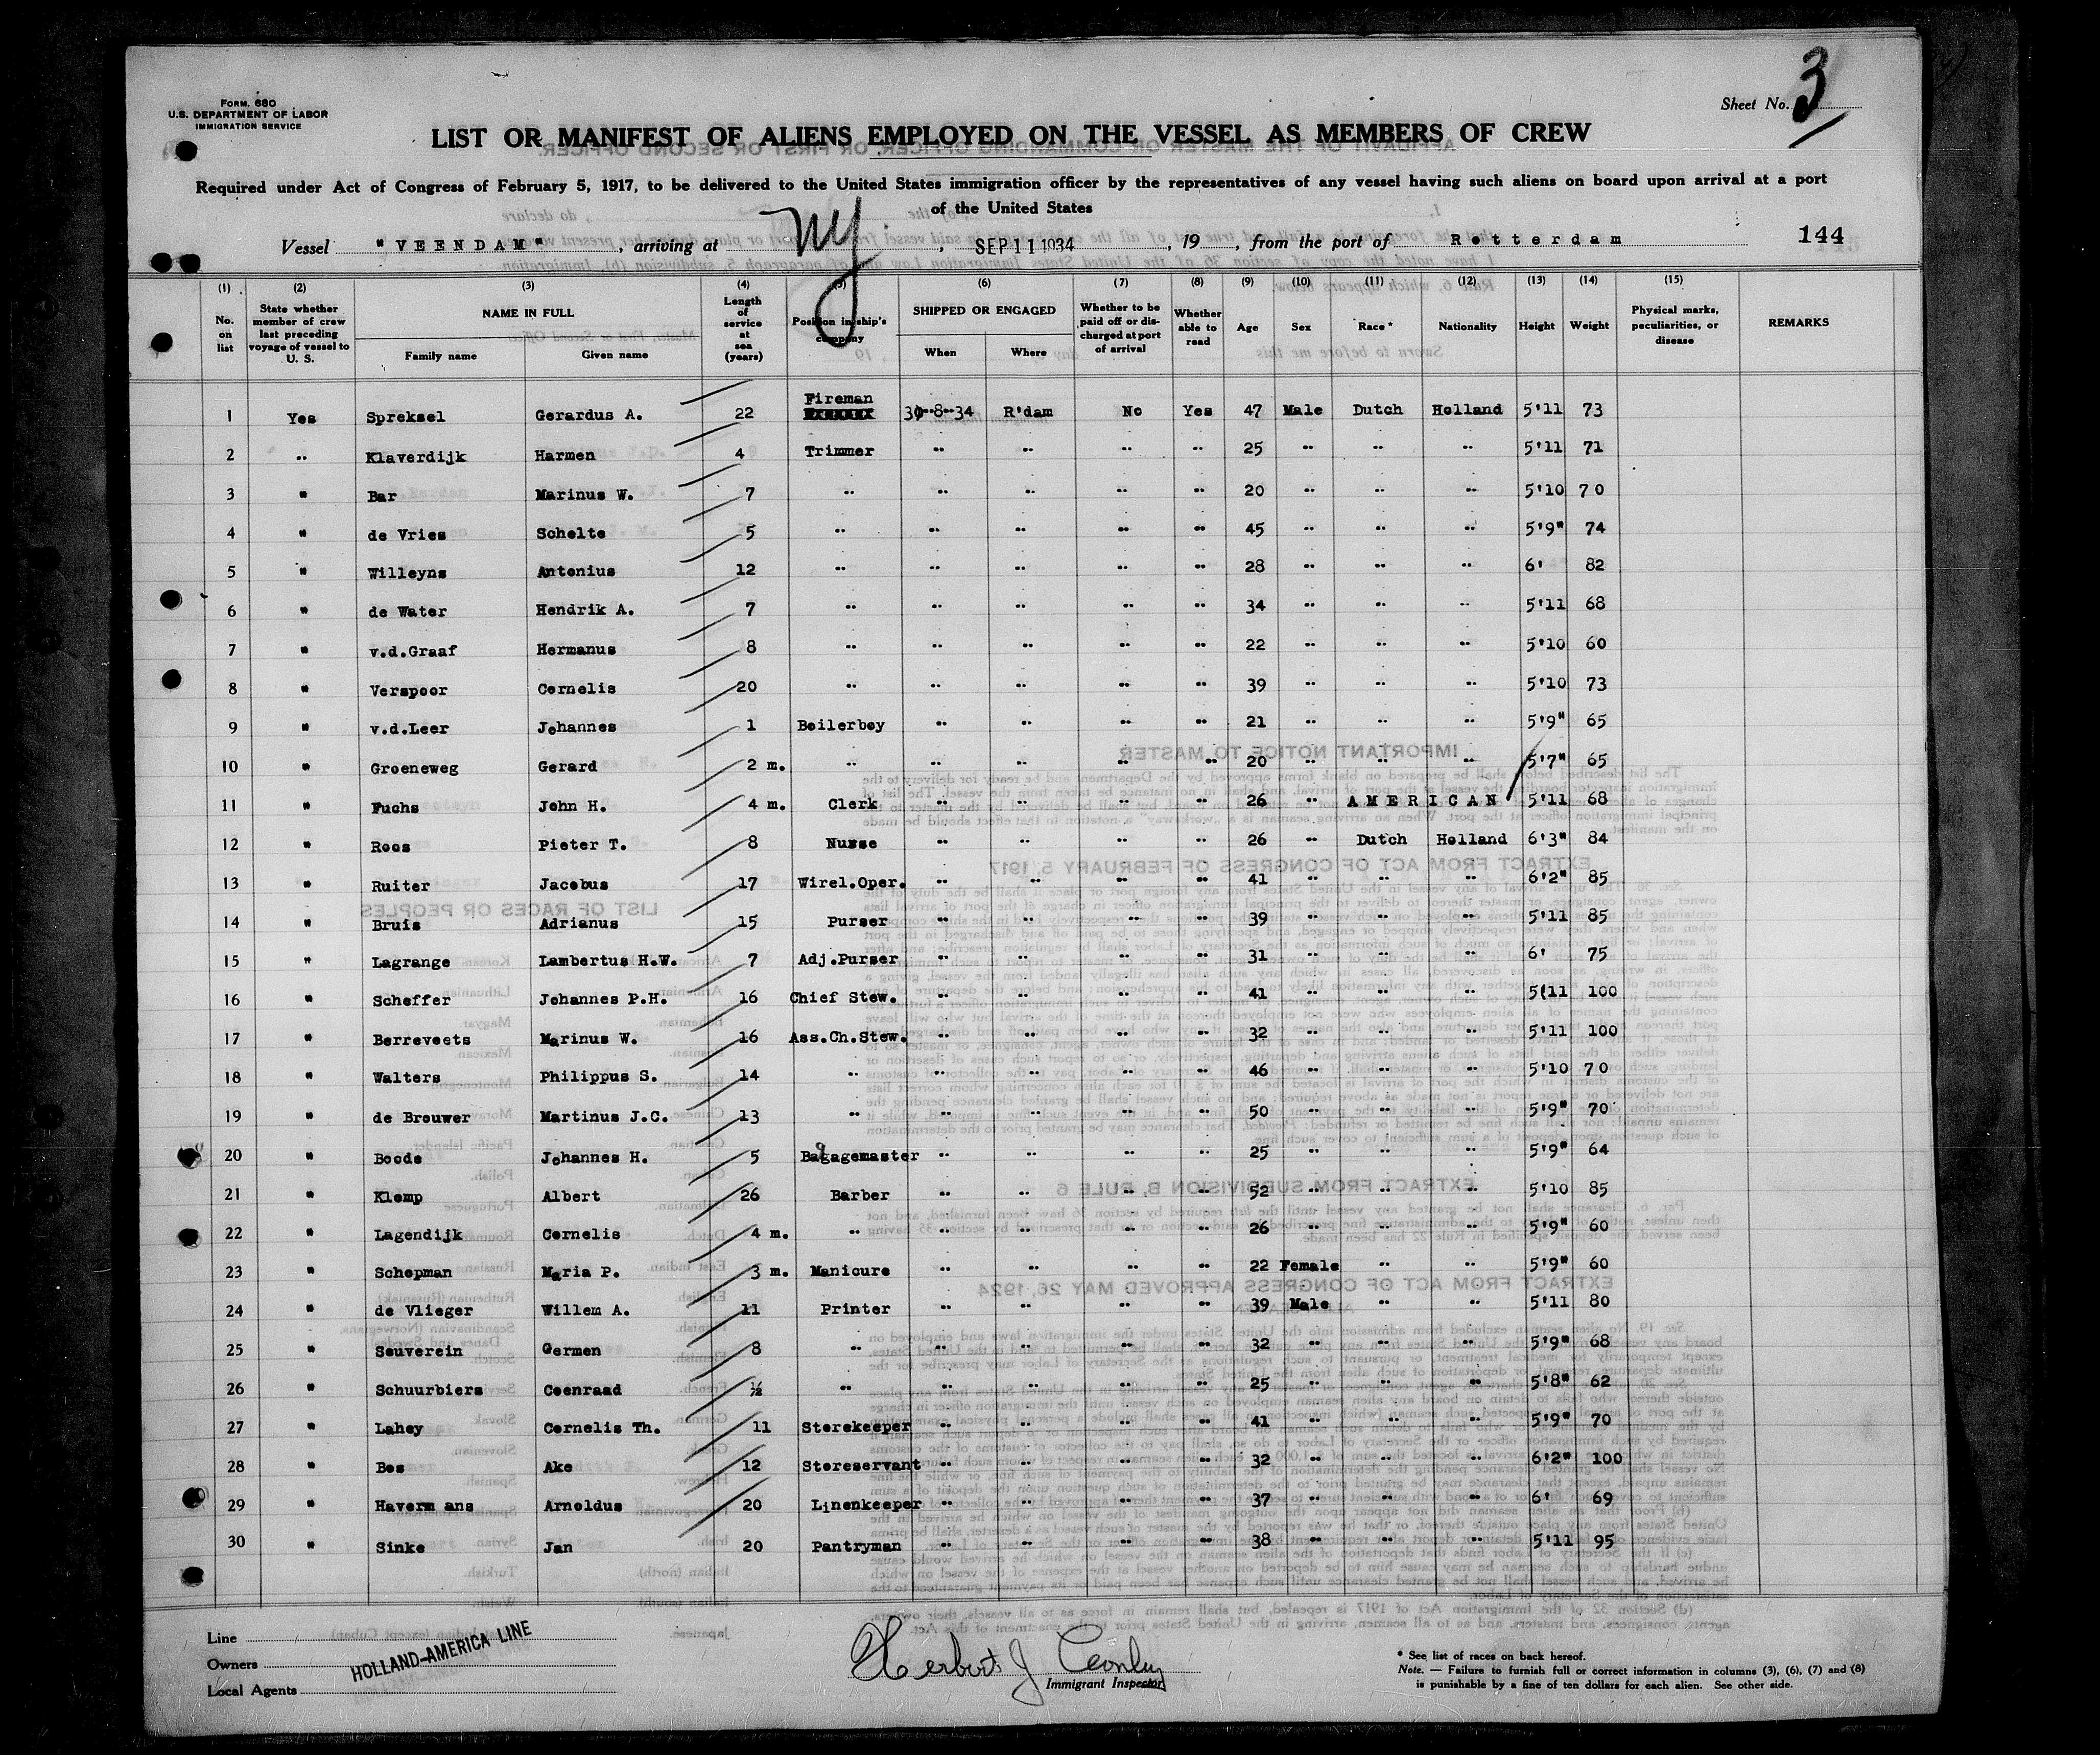 Form. 680
U.S. DEPARTMENT OF LABOR
IMMIGRATION SERVICE
Sheet No. 3
LIST OR MANIFEST OF ALIENS EMPLOYED ON THE VESSEL AS MEMBERS OF CREW
Required under Act of Congress of February 5, 1917, to be delivered to the United States immigration officer by the representatives of any vessel having such aliens on board upon arrival at a port
of the United States
Vessel "VEENDAM", arriving at NY, SEP 11 1934, 19, from the port of Rotterdam 144
(1) (2) (3) (4) (5) (6) (7) (8) (9) (10) (11) (12) (13) (14) (15)
No. on list State whether member of crew last preceding voyage of vessel to U. S. NAME IN FULL Family name Given name Length of service at sea (years) Position in ship's company SHIPPED OR ENGAGED When Where Whether to be paid off or discharged at port of arrival Whether able to read Age Sex Race* Nationality Height Weight Physical marks, peculiarities, or disease REMARKS
1 Yes Spreksel Gerardus A. 22 Fireman 30-8-34 R'dam No Yes 47 Male Dutch Holland 5'11 73
2 " Klaverdijk Harmen 4 Trimmer " " " " 25 " " " 5'11 71
3 " Bar Marinus W. 7 " " " " " 20 " " " 5'10 70
4 " de Vries Schelte 5 " " " " " 45 " " " 5'9" 74
5 " Willeyns Antonius 12 " " " " " 28 " " " 6' 82
6 " de Water Hendrik A. 7 " " " " " 34 " " " 5'11 68
7 " v.d.Graaf Hermanus 8 " " " " " 22 " " " 5'10 60
8 " Verspoor Cornelis 20 " " " " " 39 " " " 5'10 73
9 " v.d.Leer Johannes 1 Boilerboy " " " " 21 " " " 5'9" 65
10 " Groeneweg Gerard 2 m. " " " " " 20 " " " 5'7" 65
11 " Fuchs John H. 4 m. Clerk " " " " 26 " AMERICAN 5'11 68
12 " Roos Pieter T. 8 Nurse " " " " 26 " Dutch Holland 6'3" 84
13 " Ruiter Jacobus 17 Wirel.Oper. " " " " 41 " " " 6'2" 85
14 " Bruis Adrianus 15 Purser " " " " 39 " " " 5'11 85
15 " Lagrange Lambertus H.W. 7 Adj.Purser " " " " 31 " " " 6' 75
16 " Scheffer Johannes P.H. 16 Chief Stew. " " " " 41 " " " 5(11 100
17 " Berrevoets Marinus W. 16 Ass.Ch.Stew. " " " " 32 " " " 5'11 100
18 " Walters Philippus S. 14 " " " " " 46 " " " 5'10 70
19 " de Brouwer Martinus J.C. 13 " " " " " 50 " " " 5'9" 70
20 " Boode Johannes H. 5 Bagagemaster " " " " 25 " " " 5'9" 64
21 " Klomp Albert 26 Barber " " " " 52 " " " 5'10 85
22 " Lagendijk Cornelis 4 m. " " " " " 26 " " " 5'9" 60
23 " Schopman Maria P. 3 m. Manicure " " " " 22 Female " " 5'9" 60
24 " de Vlieger Willem A. 11 Printer " " " " 39 Male " " 5'11 80
25 " Souverein Germen 8 " " " " " 32 " " " 5'9" 68
26 " Schuurbiers Coenraad ½ " " " " " 25 " " " 5'8" 62
27 " Lahey Cornelis Th. 11 Storekeeper " " " " 41 " " " 5'9" 70
28 " Bos Ake 12 Storeservant " " " " 32 " " " 6'2" 100
29 " Haverm ans Arnoldus 20 Linenkeeper " " " " 37 " " " 6' 69
30 " Sinke Jan 20 Pantryman " " " " 38 " " " 5'11 95
Line
Owners HOLLAND-AMERICA LINE
Local Agents
Herbert J Conley
Immigrant Inspector
* See list of races on back hereof.
Note. — Failure to furnish full or correct information in columns (3), (6), (7) and (8)
is punishable by a fine of ten dollars for each alien. See other side.